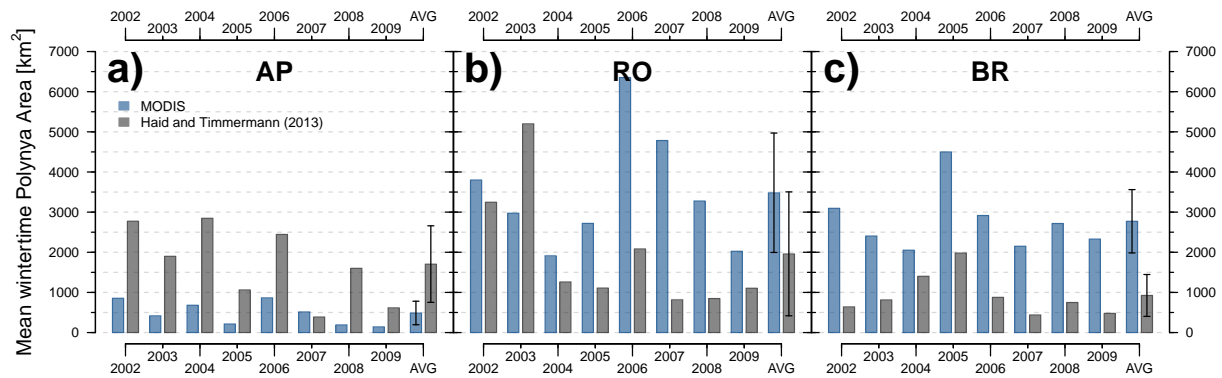 2002 2004 2006 2008 AVG
2003 2005 2007 2009
2002 2004 2006 2008 AVG
2003 2005 2007 2009
2002 2004 2006 2008 AVG
2003 2005 2007 2009
Mean wintertime Polynya Area [km²]
7000
6000
5000
4000
3000
2000
1000
0
a) AP
MODIS
Haid and Timmermann (2013)
b) RO
c) BR
7000
6000
5000
4000
3000
2000
1000
0
2003 2005 2007 2009
2002 2004 2006 2008 AVG
2003 2005 2007 2009
2002 2004 2006 2008 AVG
2003 2005 2007 2009
2002 2004 2006 2008 AVG